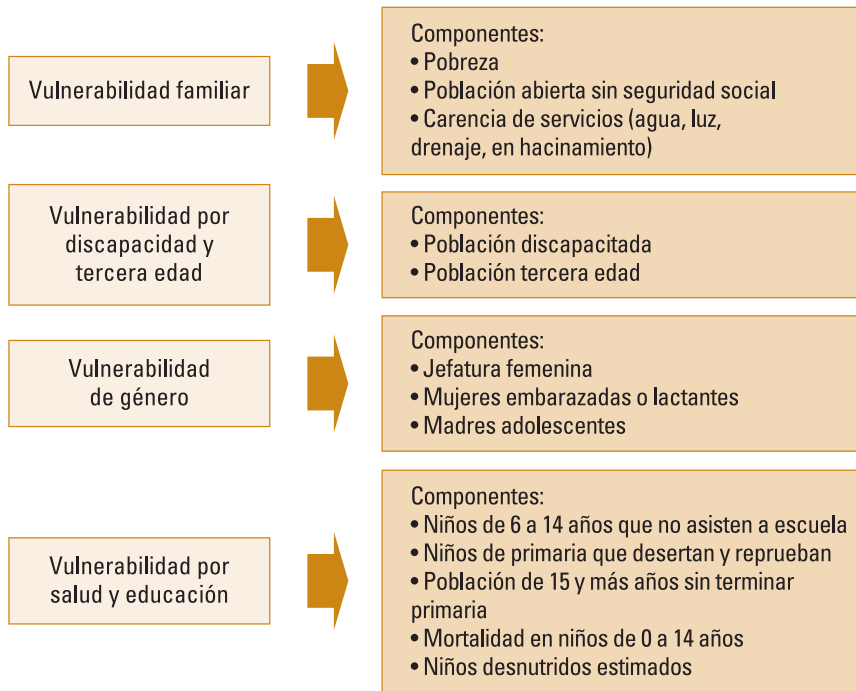 Vulnerabilidad familiar
Componentes:
• Pobreza
• Población abierta sin seguridad social
• Carencia de servicios (agua, luz,
drenaje, en hacinamiento)
Vulnerabilidad por
discapacidad y
tercera edad
Componentes:
• Población discapacitada
• Población tercera edad
Vulnerabilidad
de género
Componentes:
• Jefatura femenina
• Mujeres embarazadas o lactantes
• Madres adolescentes
Vulnerabilidad por
salud y educación
Componentes:
• Niños de 6 a 14 años que no asisten a escuela
• Niños de primaria que desertan y reprueban
• Población de 15 y más años sin terminar
primaria
• Mortalidad en niños de 0 a 14 años
• Niños desnutridos estimados